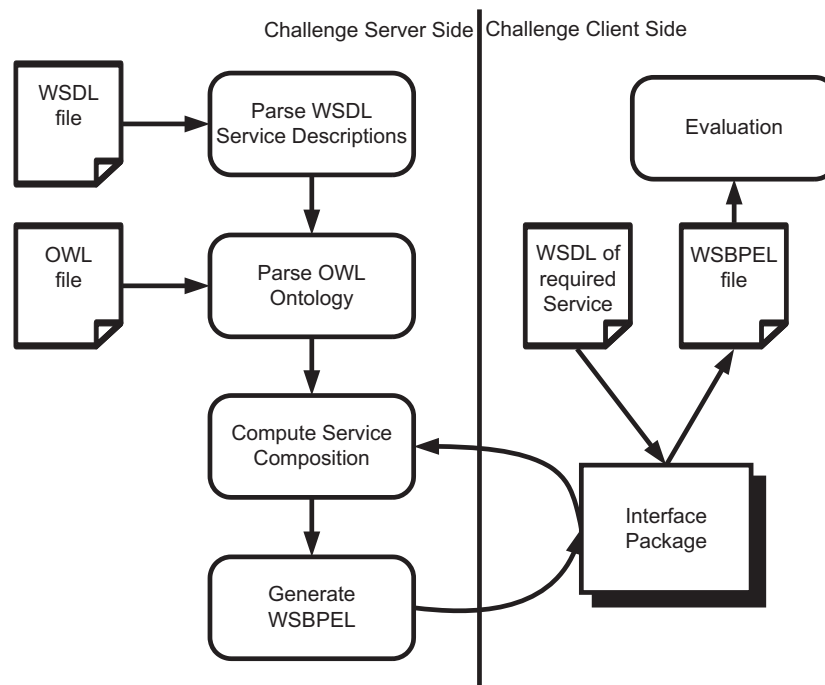 Challenge Server Side
Challenge Client Side
WSDL
file
Parse WSDL
Service Descriptions
Evaluation
OWL
file
Parse OWL
Ontology
WSDL of
required
Service
WSBPEL
file
Compute Service
Composition
Interface
Package
Generate
WSBPEL